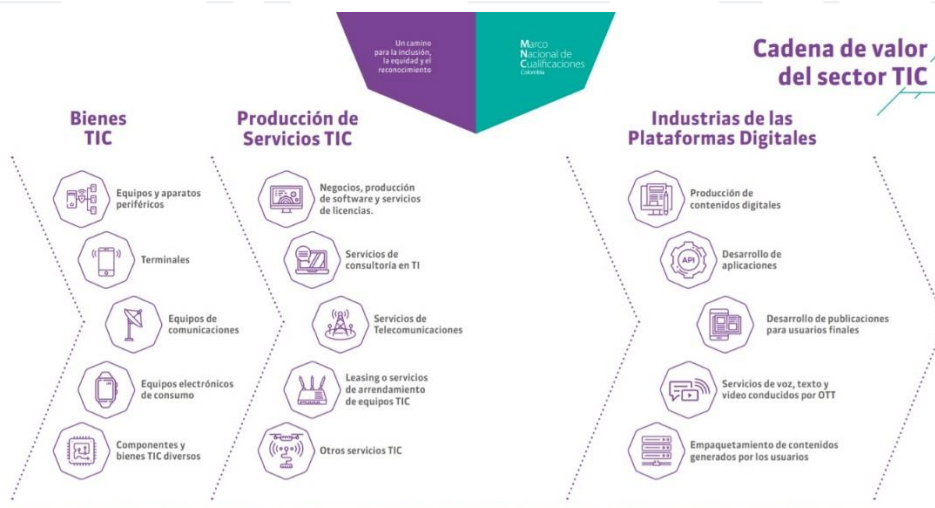 Un camino
para la inclusión,
la equidad y el
reconocimiento
Marco
Nacional de
Cualificaciones
Colombia
Cadena de valor
del sector TIC
Bienes
TIC
Equipos y aparatos
periféricos
Terminales
Equipos de
comunicaciones
Equipos electrónicos
de consumo
Componentes y
bienes TIC diversos
Producción de
Servicios TIC
Negocios, producción
de software y servicios
de licencias.
Servicios de
consultoría en TI
Servicios de
Telecomunicaciones
Leasing o servicios
de arrendamiento
de equipos TIC
Otros servicios TIC
Industrias de las
Plataformas Digitales
Producción de
contenidos digitales
API
Desarrollo de
aplicaciones
Desarrollo de publicaciones
para usuarios finales
Servicios de voz, texto y
video conducidos por OTT
Empaquetamiento de contenidos
generados por los usuarios